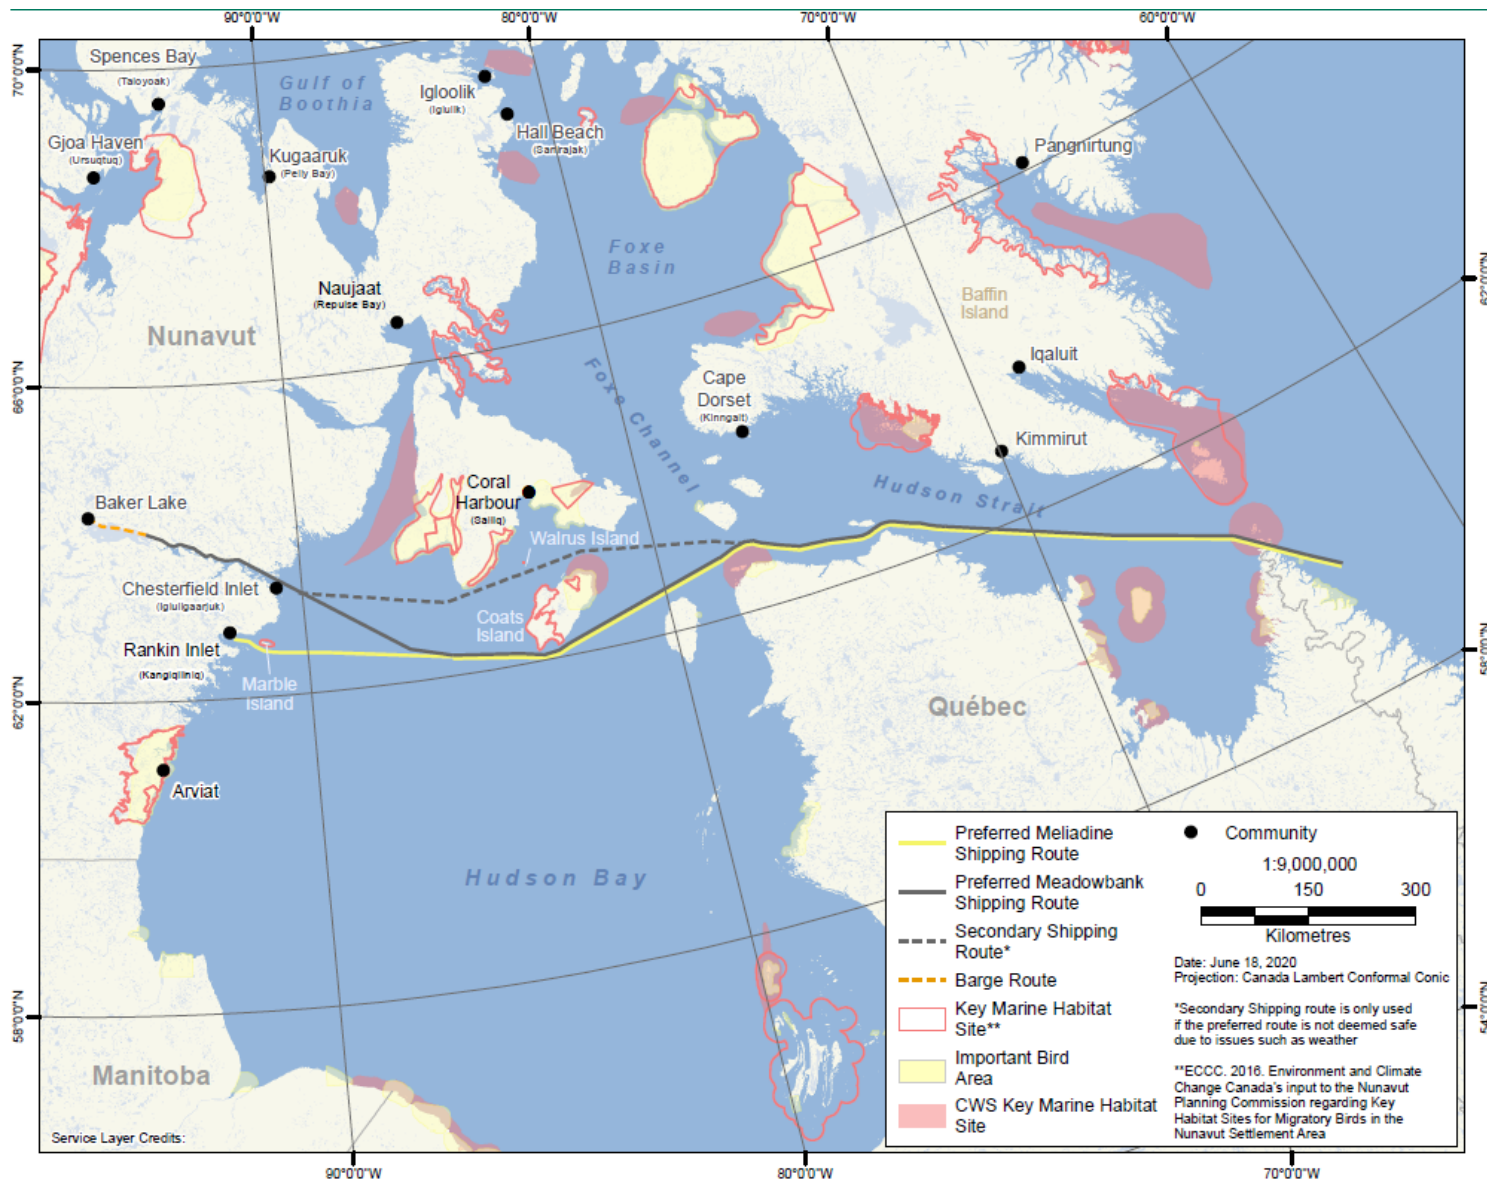 90°0'0"W
80°0'0"W
70°0'0"W
60°0'0"W
70°0'0"N
66°0'0"N
62°0'0"N
58°0'0"N
62°0'0"N
58°0'0"N
90°0'0"W
80°0'0"W
70°0'0"W
Spences Bay
(Taloyoak)
Gulf of
Boothia
Igloolik
(Iglulik)
Hall Beach
(Sanirajak)
Gjoa Haven
(Ursuqtuq)
Kugaaruk
(Pelly Bay)
Pangnirtung
Foxe
Basin
Naujaat
(Repulse Bay)
Nunavut
Baffin
Island
Iqaluit
Foxe Channel
Cape
Dorset
(Kinngait)
Kimmirut
Hudson Strait
Coral
Harbour
(Salliq)
Baker Lake
Walrus Island
Chesterfield Inlet
(Igluligaarjuk)
Coats
Island
Rankin Inlet
(Kangiqliniq)
Marble
Island
Québec
Arviat
Hudson Bay
Manitoba
Service Layer Credits:
Preferred Meliadine
Shipping Route
Preferred Meadowbank
Shipping Route
Secondary Shipping
Route*
Barge Route
Key Marine Habitat
Site**
Important Bird
Area
CWS Key Marine Habitat
Site
Community
1:9,000,000
0 150 300
Kilometres
Date: June 18, 2020
Projection: Canada Lambert Conformal Conic
*Secondary Shipping route is only used
if the preferred route is not deemed safe
due to issues such as weather
**ECCC. 2016. Environment and Climate
Change Canada's input to the Nunavut
Planning Commission regarding Key
Habitat Sites for Migratory Birds in the
Nunavut Settlement Area